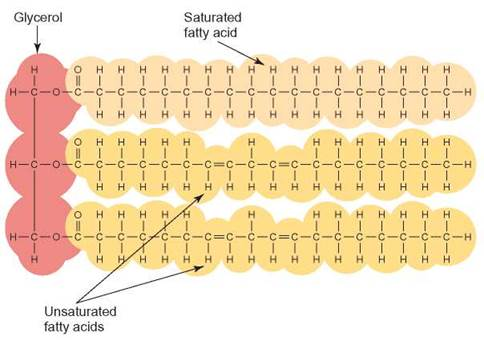 Glycerol
Saturated
fatty acid
H O H H H H H H H H H H H H H H H H H
H–C–O–C–C–C–C–C–C–C–C–C–C–C–C–C–C–C–C–C–C–H
H H H H H H H H H H H H H H H H H
O H H H H H H H H H H H H H
H–C–O–C–C–C–C–C–C–C=C–C–C=C–C–C–C–C–C–C–C–H
H H H H H H H H H H H H H H H H H
O H H H H H H H H H H H H H
H–C–O–C–C–C–C–C–C–C=C–C–C=C–C–C–C–C–C–C–C–H
H H H H H H H H H H H H H H H H H H
Unsaturated
fatty acids